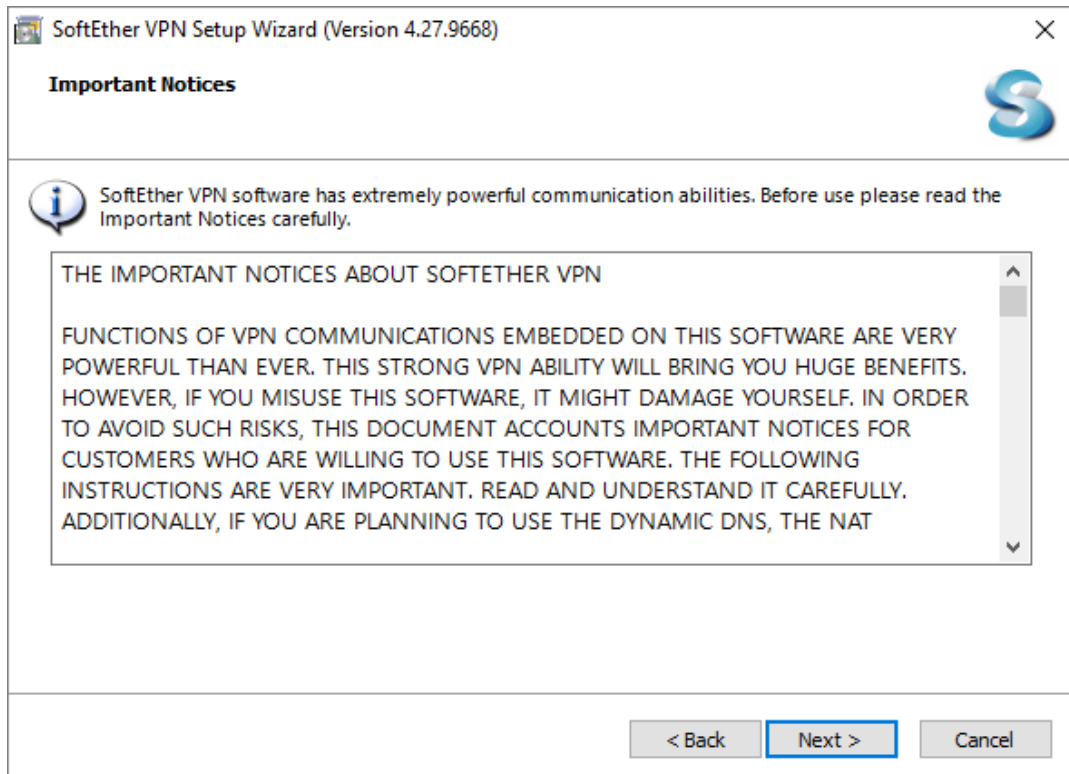 SoftEther VPN Setup Wizard (Version 4.27.9668)
Important Notices
SoftEther VPN software has extremely powerful communication abilities. Before use please read the
Important Notices carefully.
THE IMPORTANT NOTICES ABOUT SOFTETHER VPN
FUNCTIONS OF VPN COMMUNICATIONS EMBEDDED ON THIS SOFTWARE ARE VERY
POWERFUL THAN EVER. THIS STRONG VPN ABILITY WILL BRING YOU HUGE BENEFITS.
HOWEVER, IF YOU MISUSE THIS SOFTWARE, IT MIGHT DAMAGE YOURSELF. IN ORDER
TO AVOID SUCH RISKS, THIS DOCUMENT ACCOUNTS IMPORTANT NOTICES FOR
CUSTOMERS WHO ARE WILLING TO USE THIS SOFTWARE. THE FOLLOWING
INSTRUCTIONS ARE VERY IMPORTANT. READ AND UNDERSTAND IT CAREFULLY.
ADDITIONALLY, IF YOU ARE PLANNING TO USE THE DYNAMIC DNS, THE NAT
< Back Next > Cancel